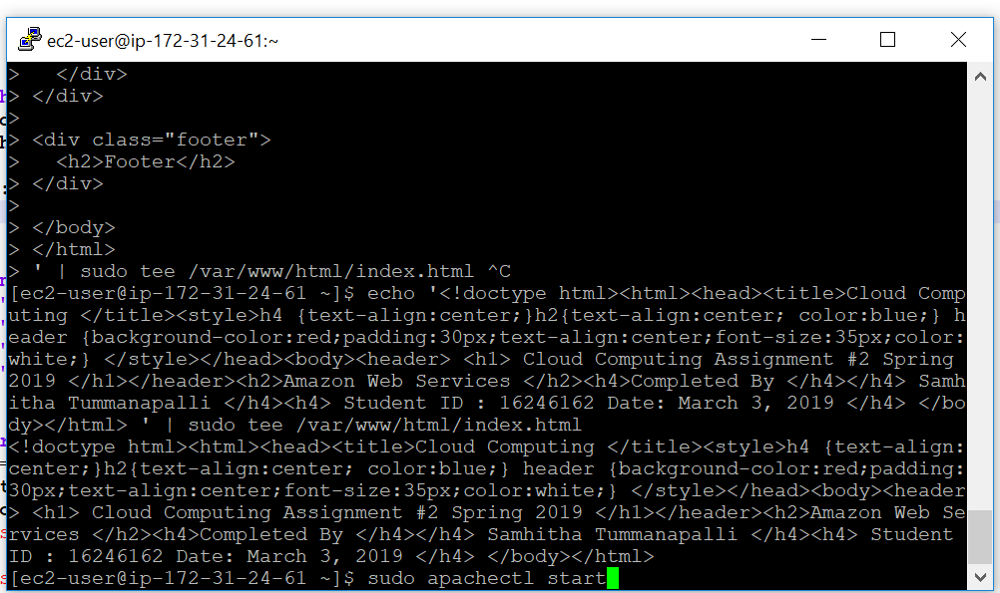 ec2-user@ip-172-31-24-61:~
>   </div>
> </div>
>
> <div class="footer">
>   <h2>Footer</h2>
> </div>
>
> </body>
> </html>
> ' | sudo tee /var/www/html/index.html ^C
[ec2-user@ip-172-31-24-61 ~]$ echo '<!doctype html><html><head><title>Cloud Comp
uting </title><style>h4 {text-align:center;}h2{text-align:center; color:blue;} h
eader {background-color:red;padding:30px;text-align:center;font-size:35px;color:
white;} </style></head><body><header> <h1> Cloud Computing Assignment #2 Spring
2019 </h1></header><h2>Amazon Web Services </h2><h4>Completed By </h4></h4> Samh
itha Tummanapalli </h4><h4> Student ID : 16246162 Date: March 3, 2019 </h4> </bo
dy></html> ' | sudo tee /var/www/html/index.html
<!doctype html><html><head><title>Cloud Computing </title><style>h4 {text-align:
center;}h2{text-align:center; color:blue;} header {background-color:red;padding:
30px;text-align:center;font-size:35px;color:white;} </style></head><body><header
> <h1> Cloud Computing Assignment #2 Spring 2019 </h1></header><h2>Amazon Web Se
rvices </h2><h4>Completed By </h4></h4> Samhitha Tummanapalli </h4><h4> Student
ID : 16246162 Date: March 3, 2019 </h4> </body></html>
[ec2-user@ip-172-31-24-61 ~]$ sudo apachectl start